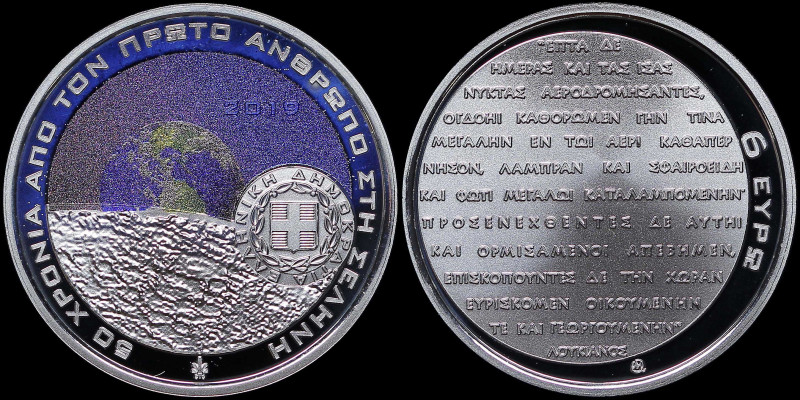 50 ΧΡΟΝΙΑ ΑΠΟ ΤΟΝ ΠΡΩΤΟ ΑΝΘΡΩΠΟ ΣΤΗ ΣΕΛΗΝΗ
2019
ΕΛΛΗΝΙΚΗ ΔΗΜΟΚΡΑΤΙΑ
"ΕΠΤΑ ΔΕ
ΗΜΕΡΑΣ ΚΑΙ ΤΑΣ ΙΣΑΣ
ΝΥΚΤΑΣ ΑΕΡΟΔΡΟΜΗΣΑΝΤΕΣ,
ΟΓΔΟΗΙ ΚΑΘΟΡΩΜΕΝ ΓΗΝ ΤΙΝΑ
ΜΕΓΑΛΗΝ ΕΝ ΤΩΙ ΑΕΡΙ ΚΑΘΑΠΕΡ
ΝΗΣΟΝ, ΛΑΜΠΡΑΝ ΚΑΙ ΣΦΑΙΡΟΕΙΔΗ
ΚΑΙ ΦΩΤΙ ΜΕΓΑΛΩΙ ΚΑΤΑΛΑΜΠΟΜΕΝΗΝ"
ΠΡΟΣΕΝΕΧΘΕΝΤΕΣ ΔΕ ΑΥΤΗΙ
ΚΑΙ ΟΡΜΙΣΑΜΕΝΟΙ ΑΠΕΒΗΜΕΝ,
ΕΠΙΣΚΟΠΟΥΝΤΕΣ ΔΕ ΤΗΝ ΧΩΡΑΝ
ΕΥΡΙΣΚΟΜΕΝ ΟΙΚΟΥΜΕΝΗΝ
ΤΕ ΚΑΙ ΓΕΩΡΓΟΥΜΕΝΗΝ"
ΛΟΥΚΙΑΝΟΣ
6 ΕΥΡΩ